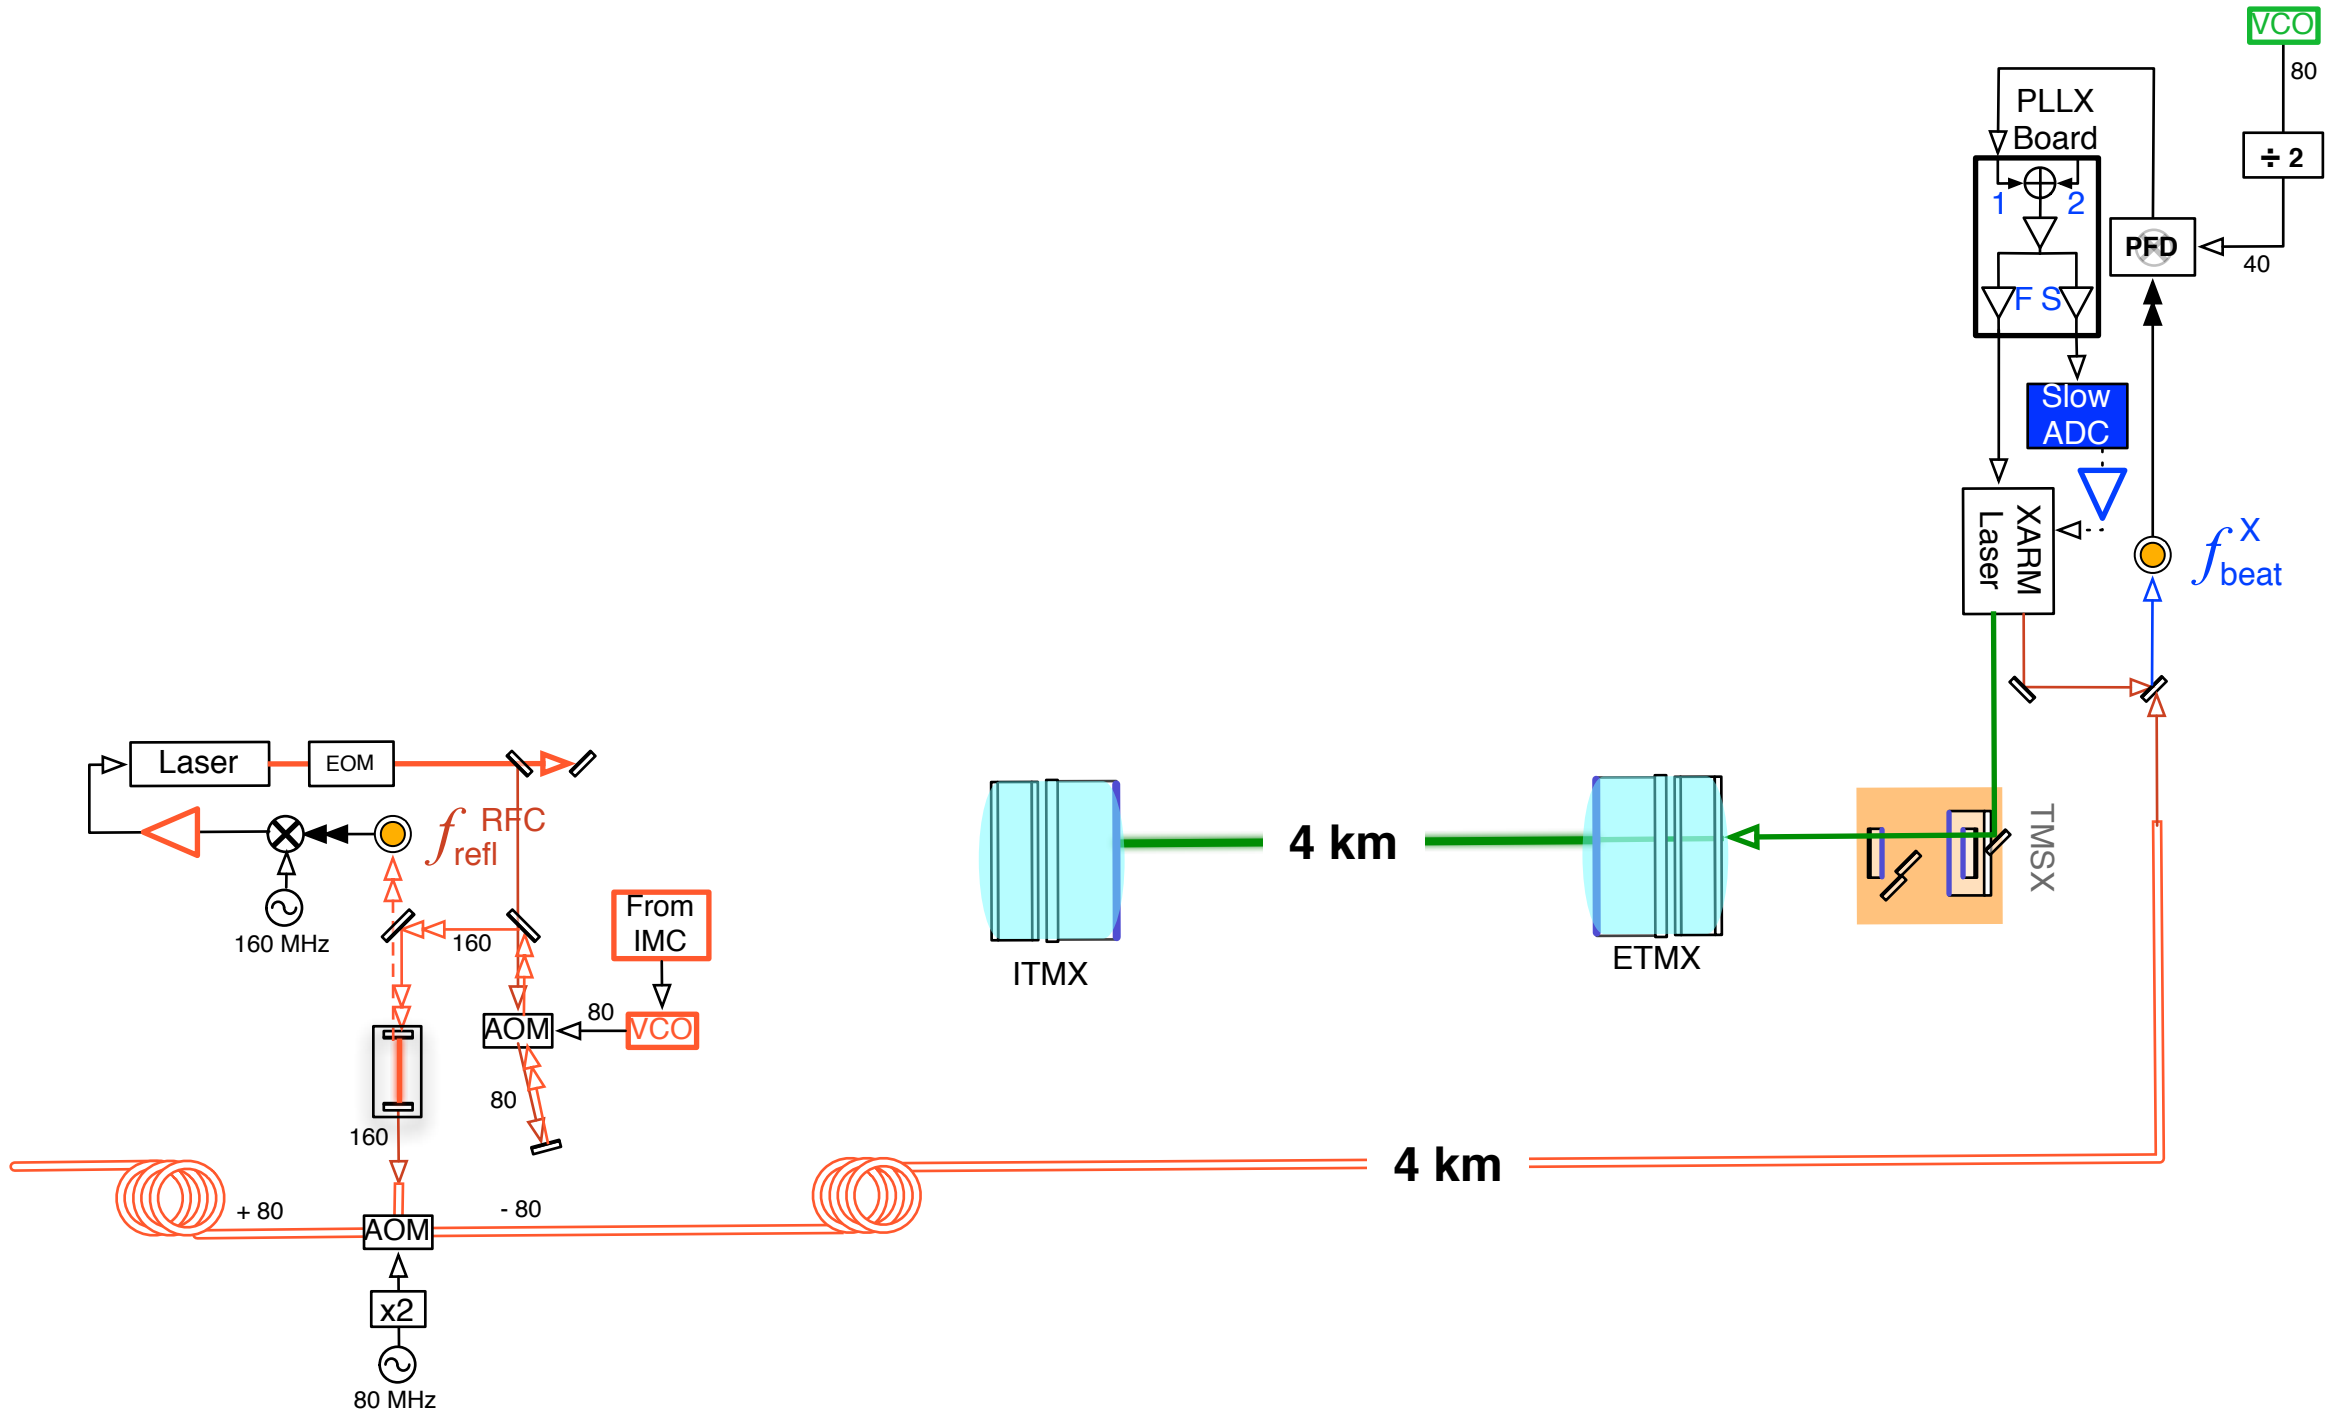 VCO
80
÷ 2
40
PLLX
Board
1
2
F S
PFD
Slow
ADC
XARM
Laser
f X
beat
TMSX
Laser
EOM
f RFC
refl
160 MHz
160
From
IMC
80
AOM
VCO
80
160
4 km
ITMX
ETMX
+ 80
- 80
AOM
4 km
x2
80 MHz